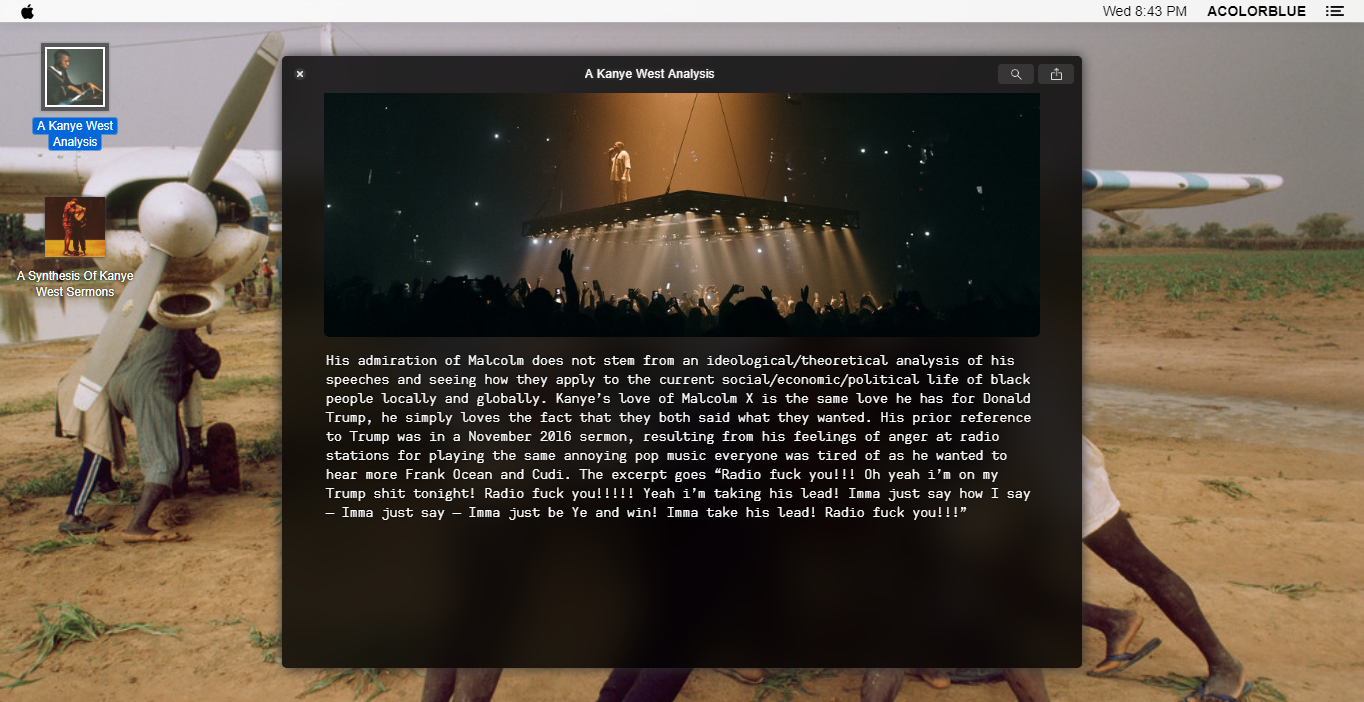 Wed 8:43 PM ACOLORBLUE
A Kanye West
Analysis
A Synthesis Of Kanye
West Sermons
A Kanye West Analysis
His admiration of Malcolm does not stem from an ideological/theoretical analysis of his
speeches and seeing how they apply to the current social/economic/political life of black
people locally and globally. Kanye’s love of Malcolm X is the same love he has for Donald
Trump, he simply loves the fact that they both said what they wanted. His prior reference
to Trump was in a November 2016 sermon, resulting from his feelings of anger at radio
stations for playing the same annoying pop music everyone was tired of as he wanted to
hear more Frank Ocean and Cudi. The excerpt goes “Radio fuck you!!! Oh yeah i’m on my
Trump shit tonight! Radio fuck you!!!!! Yeah i’m taking his lead! Imma just say how I say
— Imma just say — Imma just be Ye and win! Imma take his lead! Radio fuck you!!!”